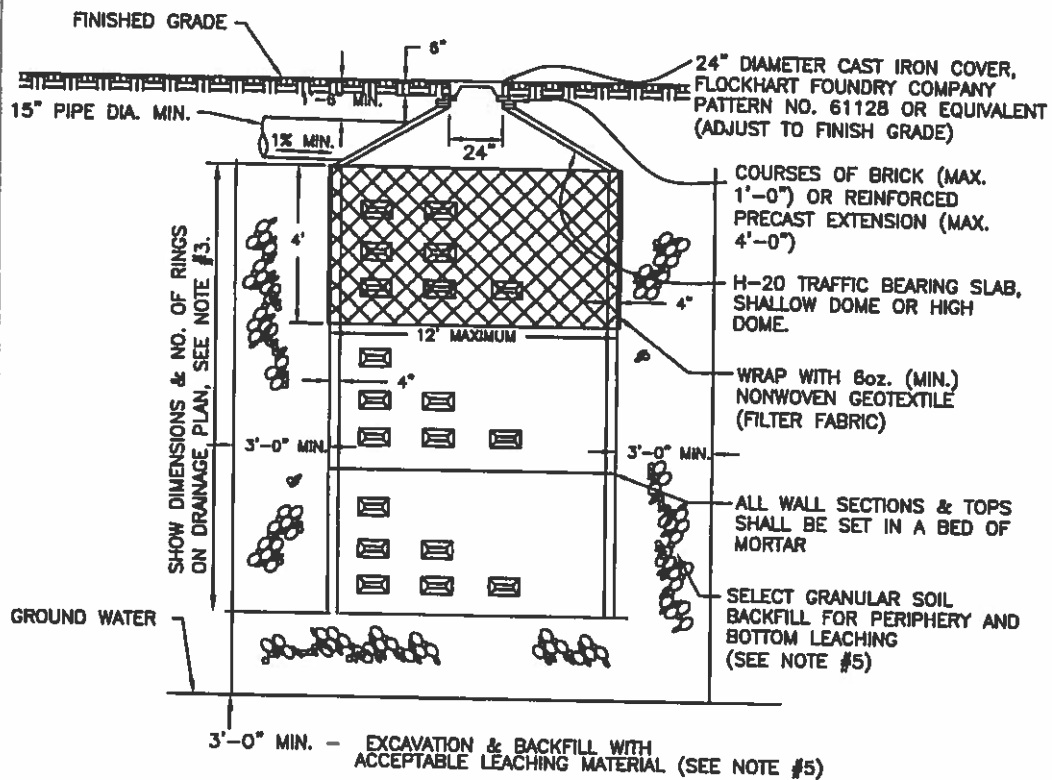 FINISHED GRADE
6"
1'-6" MIN.
15" PIPE DIA. MIN.
1% MIN.
24"
24" DIAMETER CAST IRON COVER,
FLOCKHART FOUNDRY COMPANY
PATTERN NO. 61128 OR EQUIVALENT
(ADJUST TO FINISH GRADE)
COURSES OF BRICK (MAX.
1'-0") OR REINFORCED
PRECAST EXTENSION (MAX.
4'-0")
H-20 TRAFFIC BEARING SLAB,
SHALLOW DOME OR HIGH
DOME.
4'
4"
12' MAXIMUM
4"
WRAP WITH 6oz. (MIN.)
NONWOVEN GEOTEXTILE
(FILTER FABRIC)
SHOW DIMENSIONS & NO. OF RINGS
ON DRAINAGE PLAN, SEE NOTE #3.
3'-0" MIN.
3'-0" MIN.
ALL WALL SECTIONS & TOPS
SHALL BE SET IN A BED OF
MORTAR
SELECT GRANULAR SOIL
BACKFILL FOR PERIPHERY AND
BOTTOM LEACHING
(SEE NOTE #5)
GROUND WATER
3'-0" MIN. - EXCAVATION & BACKFILL WITH
ACCEPTABLE LEACHING MATERIAL (SEE NOTE #5)